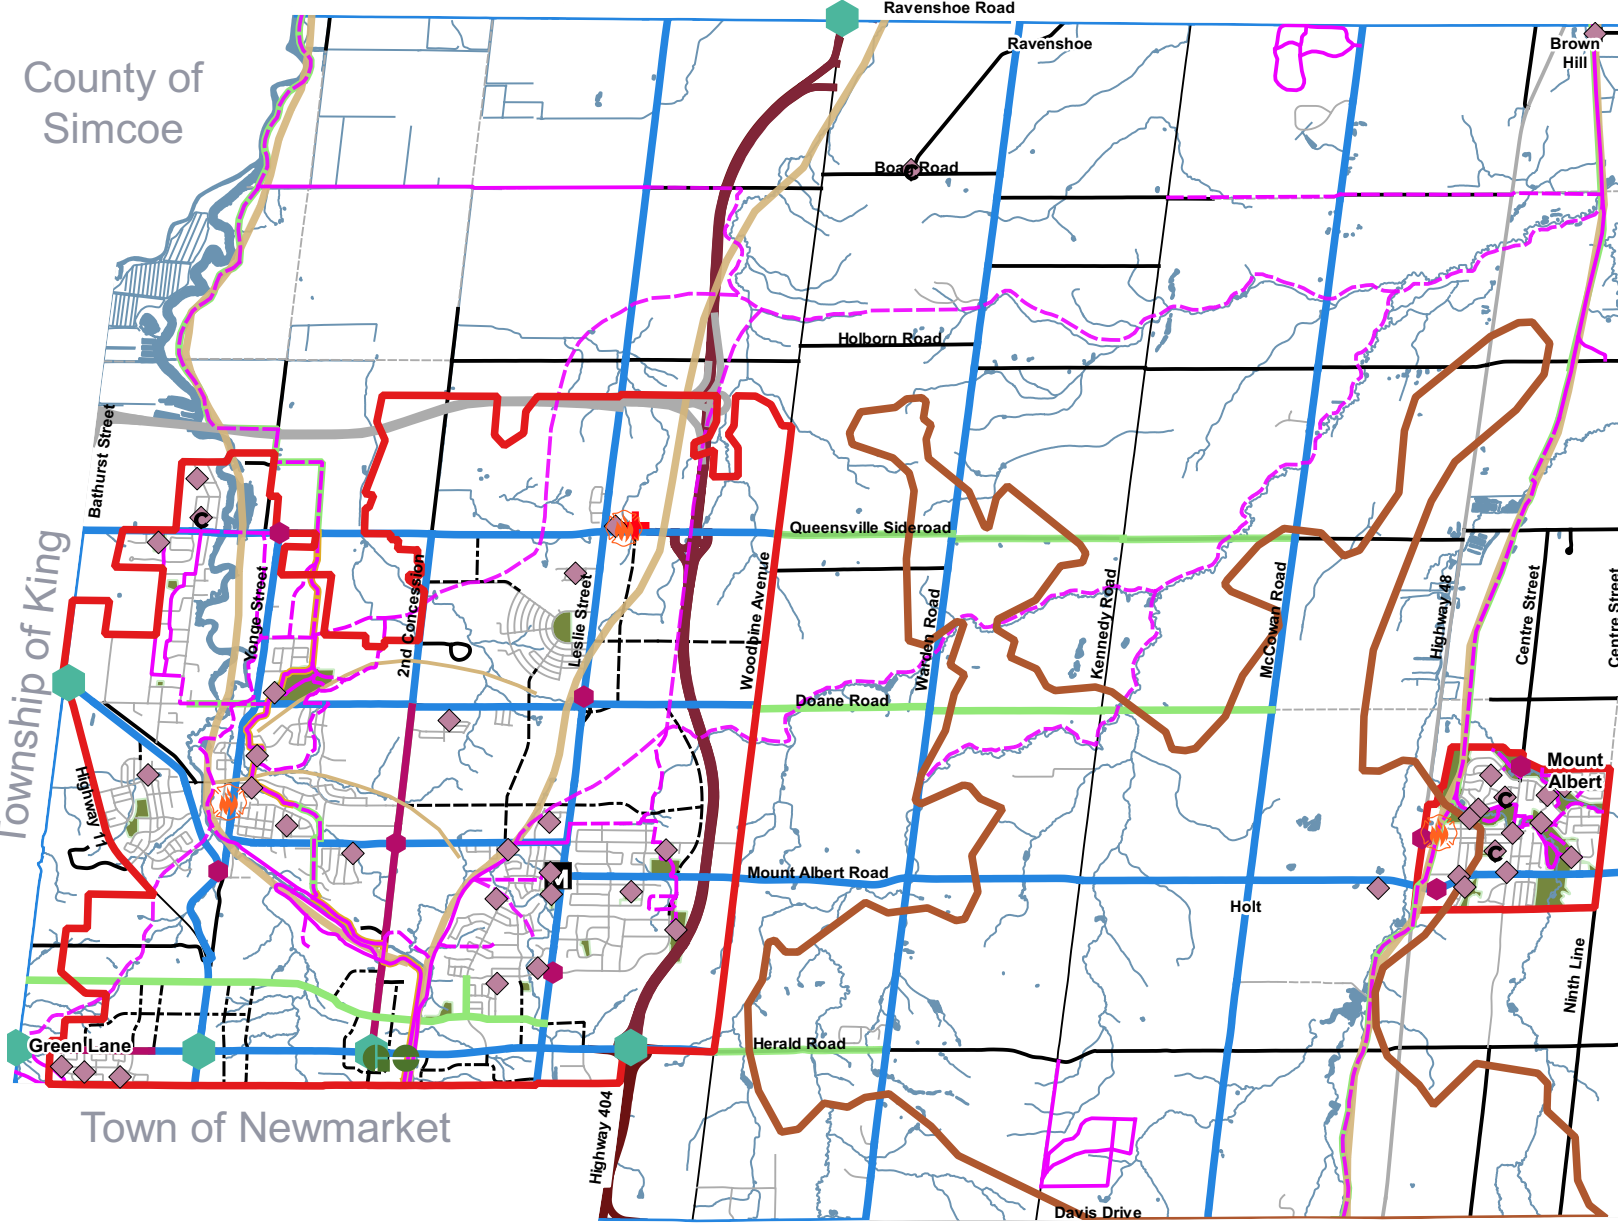 Ravenshoe Road
Ravenshoe
Brown
Hill
County of
Simcoe
Boag Road
Holborn Road
Bathurst Street
Queensville Sideroad
Township of King
Yonge Street
2nd Concession
Leslie Street
Woodbine Avenue
Warden Road
Kennedy Road
McCowan Road
Highway 48
Centre Street
Centre Street
Doane Road
Highway 11
Mount
Albert
Mount Albert Road
Holt
Ninth Line
Green Lane
Herald Road
Town of Newmarket
Highway 404
Davis Drive